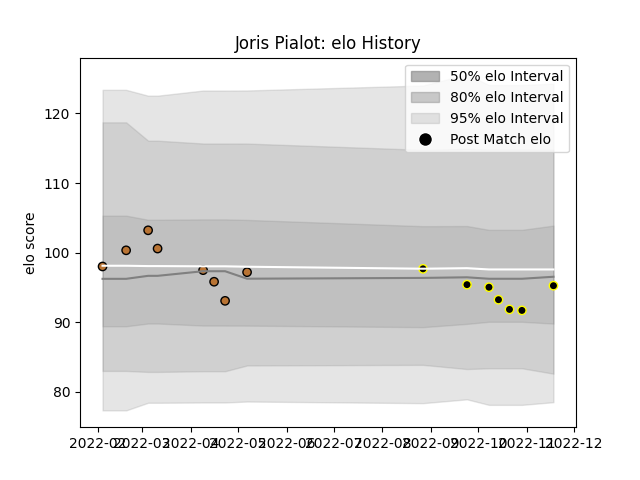 Joris Pialot: elo History
50% elo Interval
80% elo Interval
95% elo Interval
Post Match elo
elo score
120
110
100
90
80
2022-02 2022-03 2022-04 2022-05 2022-06 2022-07 2022-08 2022-09 2022-10 2022-11 2022-12